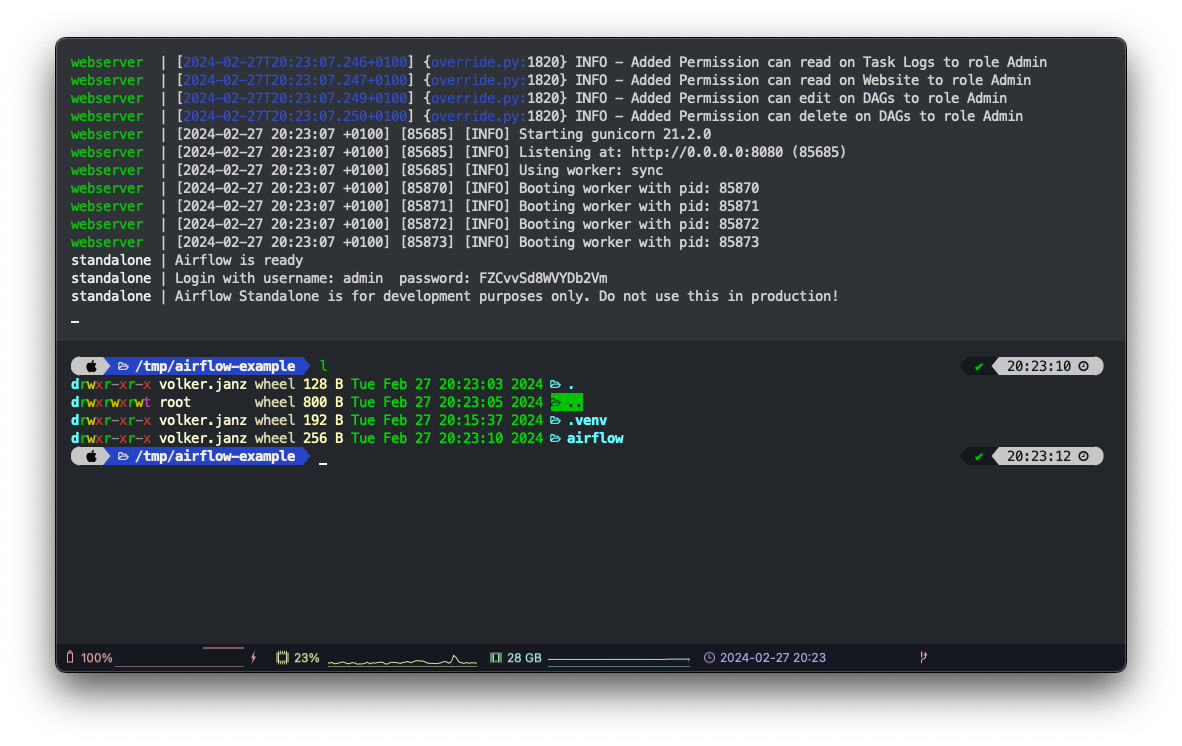 webserver | [2024-02-27T20:23:07.246+0100] {override.py:1820} INFO - Added Permission can read on Task Logs to role Admin
webserver | [2024-02-27T20:23:07.247+0100] {override.py:1820} INFO - Added Permission can read on Website to role Admin
webserver | [2024-02-27T20:23:07.249+0100] {override.py:1820} INFO - Added Permission can edit on DAGs to role Admin
webserver | [2024-02-27T20:23:07.250+0100] {override.py:1820} INFO - Added Permission can delete on DAGs to role Admin
webserver | [2024-02-27 20:23:07 +0100] [85685] [INFO] Starting gunicorn 21.2.0
webserver | [2024-02-27 20:23:07 +0100] [85685] [INFO] Listening at: http://0.0.0.0:8080 (85685)
webserver | [2024-02-27 20:23:07 +0100] [85685] [INFO] Using worker: sync
webserver | [2024-02-27 20:23:07 +0100] [85870] [INFO] Booting worker with pid: 85870
webserver | [2024-02-27 20:23:07 +0100] [85871] [INFO] Booting worker with pid: 85871
webserver | [2024-02-27 20:23:07 +0100] [85872] [INFO] Booting worker with pid: 85872
webserver | [2024-02-27 20:23:07 +0100] [85873] [INFO] Booting worker with pid: 85873
standalone | Airflow is ready
standalone | Login with username: admin  password: FZCvvSd8WVYDb2Vm
standalone | Airflow Standalone is for development purposes only. Do not use this in production!
/tmp/airflow-example l ✔ 20:23:10
drwxr-xr-x volker.janz wheel 128 B Tue Feb 27 20:23:03 2024 .
drwxrwxrwt root wheel 800 B Tue Feb 27 20:23:05 2024 ..
drwxr-xr-x volker.janz wheel 192 B Tue Feb 27 20:15:37 2024 .venv
drwxr-xr-x volker.janz wheel 256 B Tue Feb 27 20:23:10 2024 airflow
/tmp/airflow-example ✔ 20:23:12
100% 23% 28 GB 2024-02-27 20:23